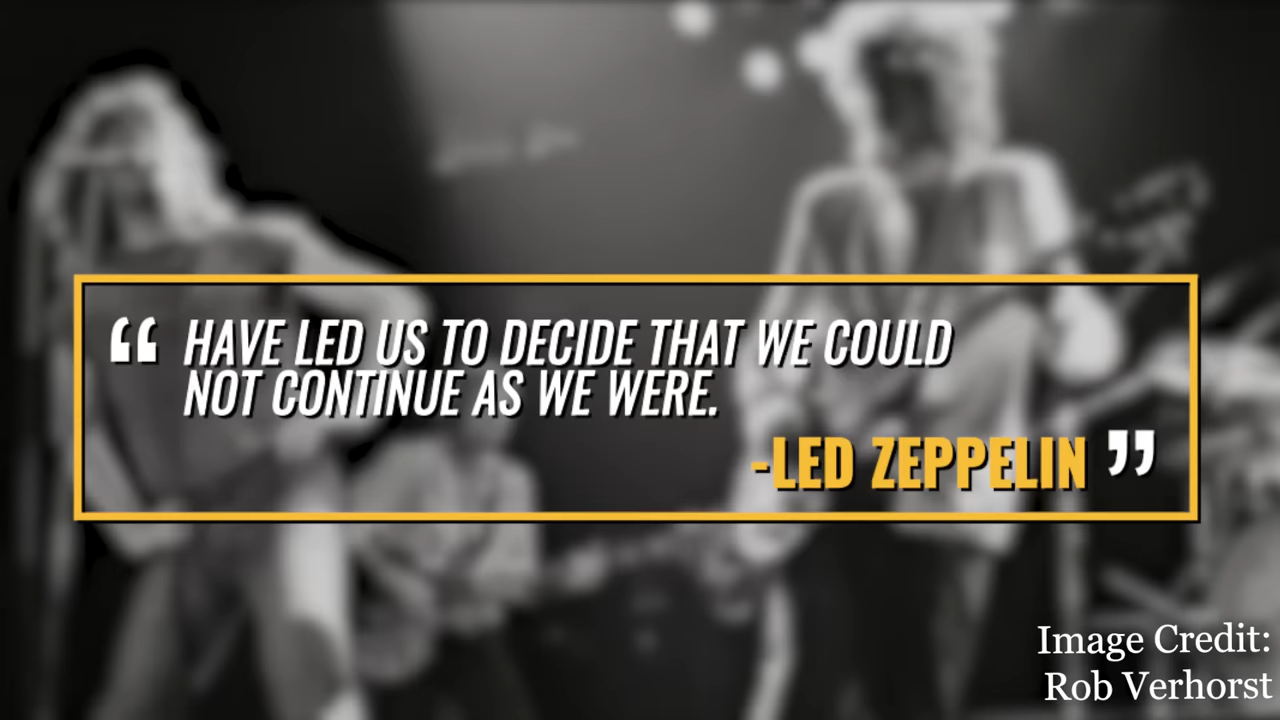 “ HAVE LED US TO DECIDE THAT WE COULD
NOT CONTINUE AS WE WERE.
-LED ZEPPELIN ”
Image Credit:
Rob Verhorst